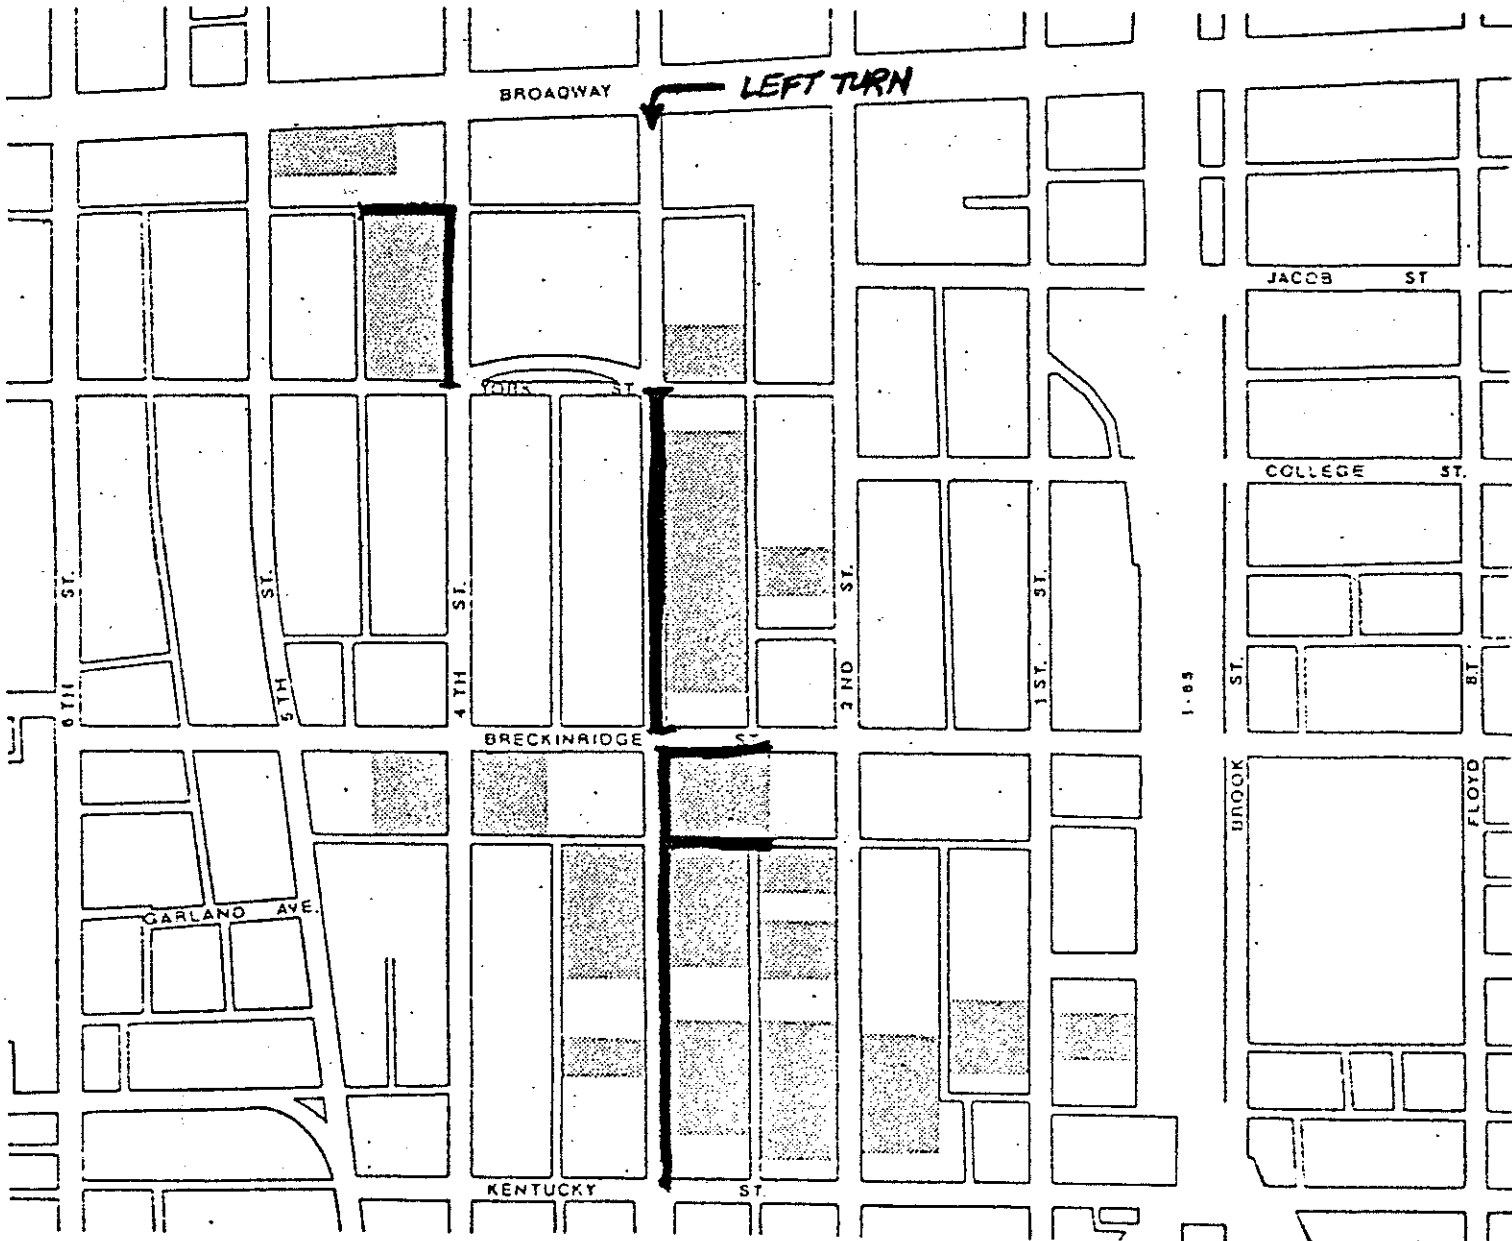 BROADWAY
LEFT TURN
JACOB ST
YORK ST.
COLLEGE ST.
6 TH ST.
5 TH ST.
4 TH ST.
2 ND ST.
1 ST. ST.
I-65
BRECKINRIDGE ST.
BROOK ST.
FLOYD
GARLAND AVE.
KENTUCKY ST.